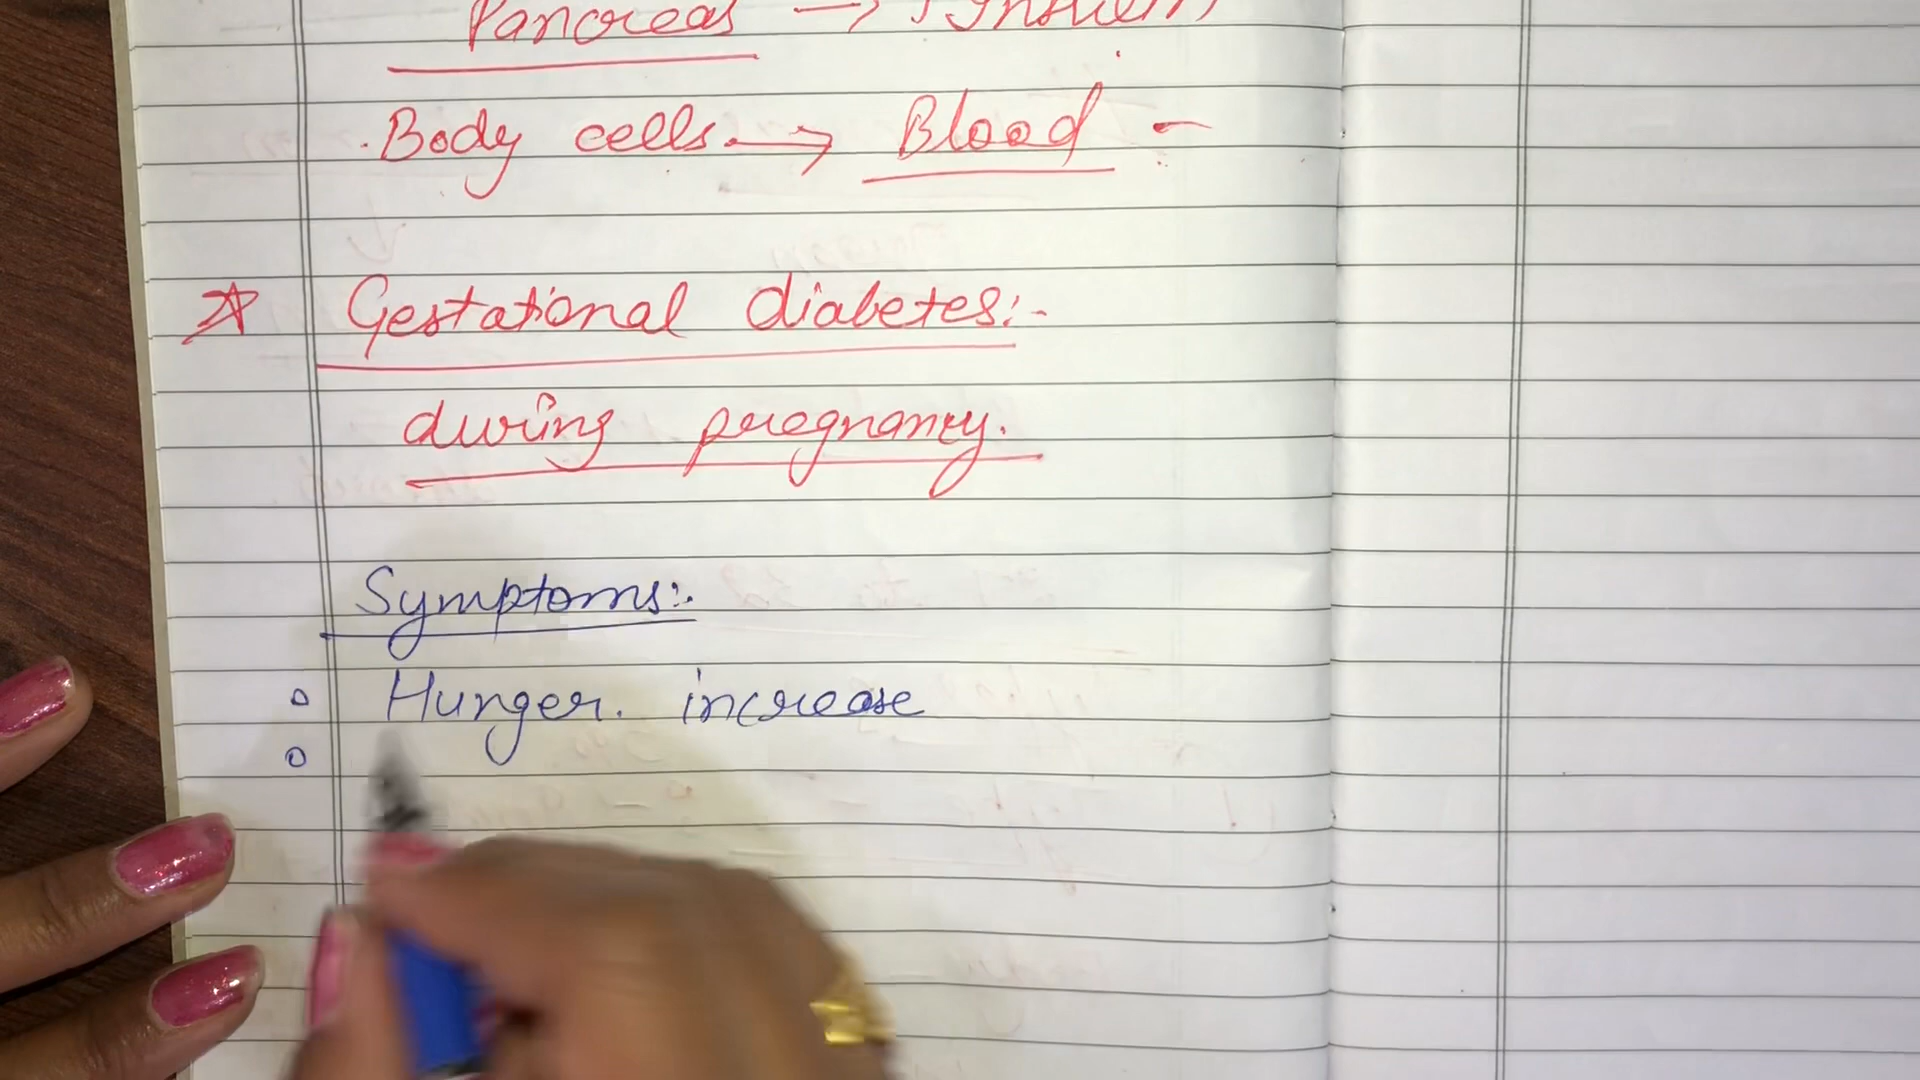 Pancreas →
. Body cells. → Blood -
☆ Gestational diabetes:-
during pregnancy.
Symptoms:-
o Hunger. increase
o